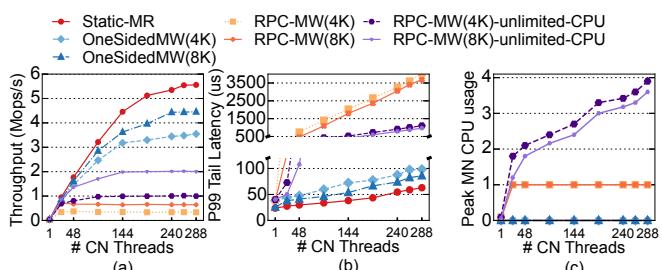 Static-MR RPC-MW(4K) RPC-MW(4K)-unlimited-CPU
OneSidedMW(4K) RPC-MW(8K) RPC-MW(8K)-unlimited-CPU
OneSidedMW(8K)
Throughput (Mops/s)
6
5
4
3
2
1
0
1 48 144 240 288
# CN Threads
(a)
P99 Tail Latency (us)
3500
2500
1500
500
100
50
0
1 48 144 240 288
# CN Threads
(b)
Peak MN CPU usage
4
3
2
1
0
1 48 144 240 288
# CN Threads
(c)